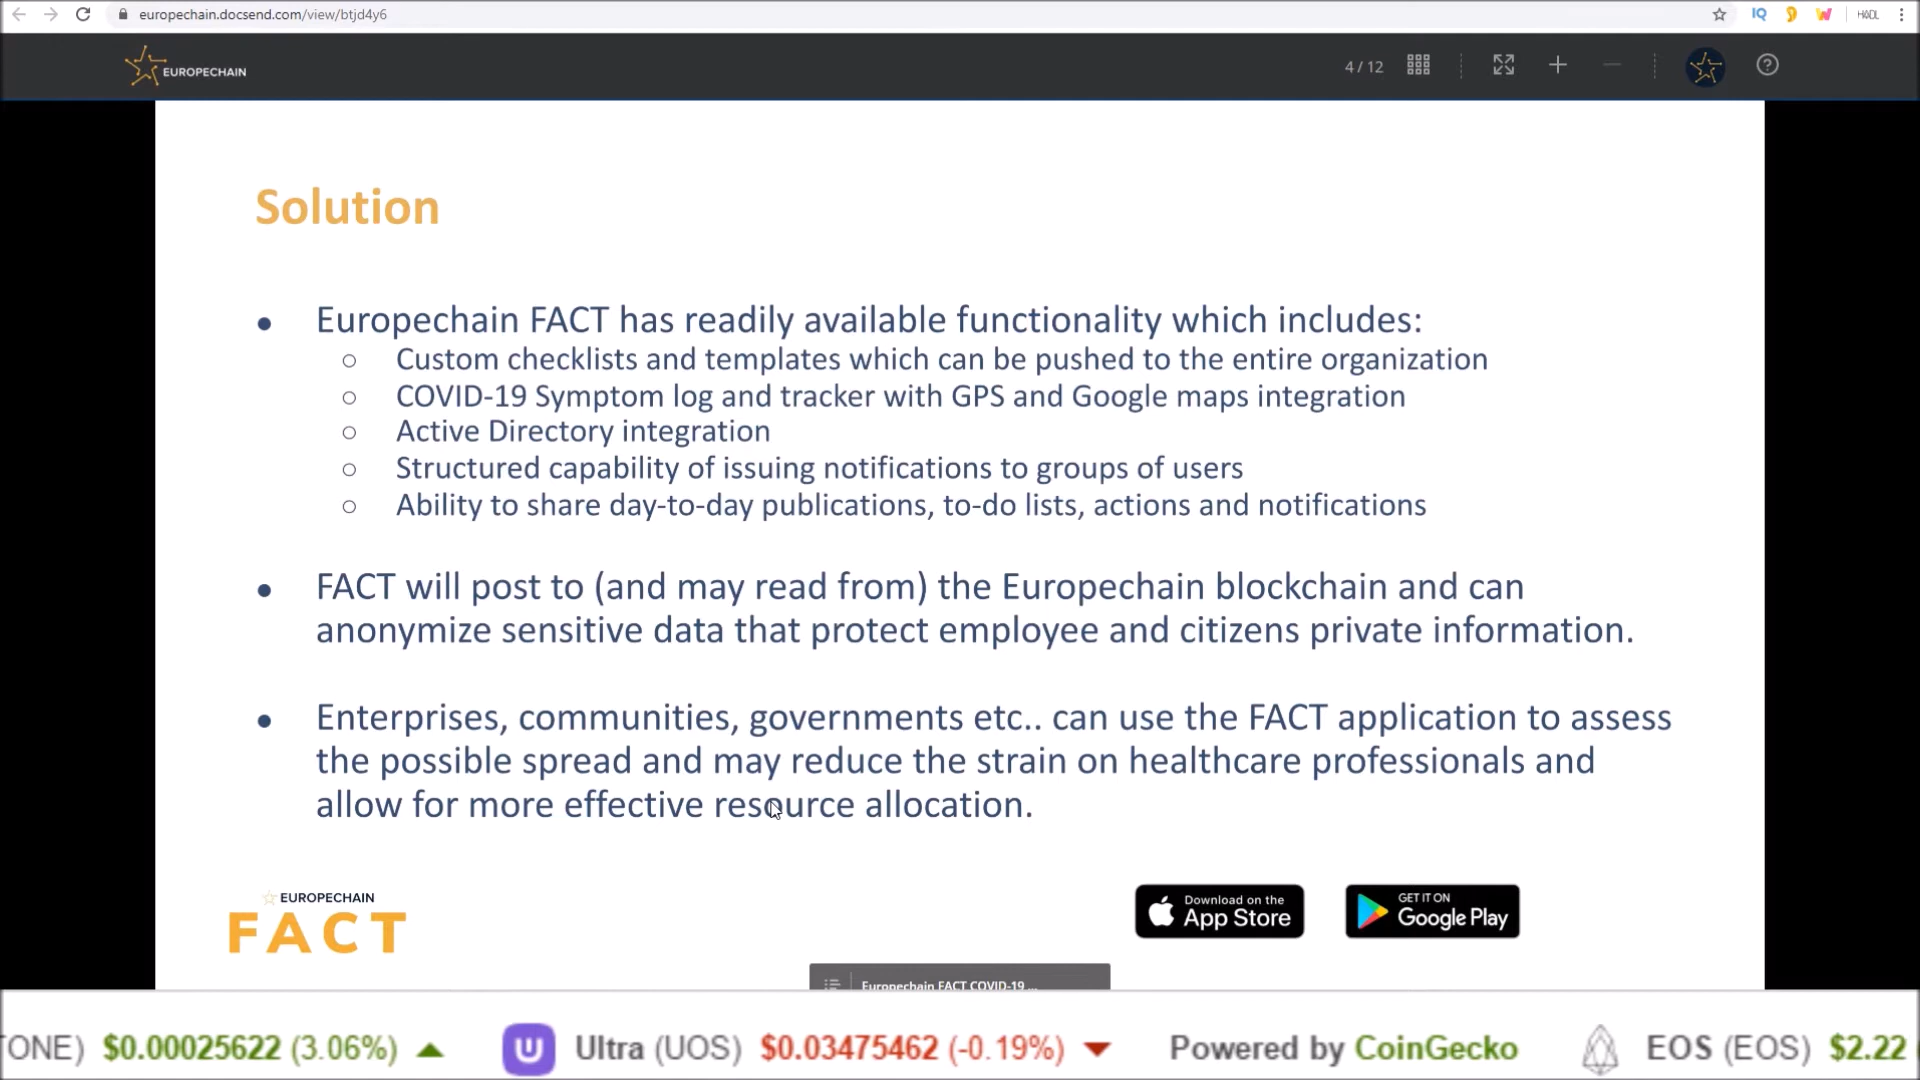 europechain.docsend.com/view/btjd4y6
IQ
HADL
EUROPECHAIN
4 / 12
Solution
Europechain FACT has readily available functionality which includes:
Custom checklists and templates which can be pushed to the entire organization
COVID-19 Symptom log and tracker with GPS and Google maps integration
Active Directory integration
Structured capability of issuing notifications to groups of users
Ability to share day-to-day publications, to-do lists, actions and notifications
FACT will post to (and may read from) the Europechain blockchain and can
anonymize sensitive data that protect employee and citizens private information.
Enterprises, communities, governments etc.. can use the FACT application to assess
the possible spread and may reduce the strain on healthcare professionals and
allow for more effective resource allocation.
EUROPECHAIN
FACT
Download on the
App Store
GET IT ON
Google Play
Europechain FACT COVID-19 ...
TONE) $0.00025622 (3.06%) Ultra (UOS) $0.03475462 (-0.19%) Powered by CoinGecko EOS (EOS) $2.22